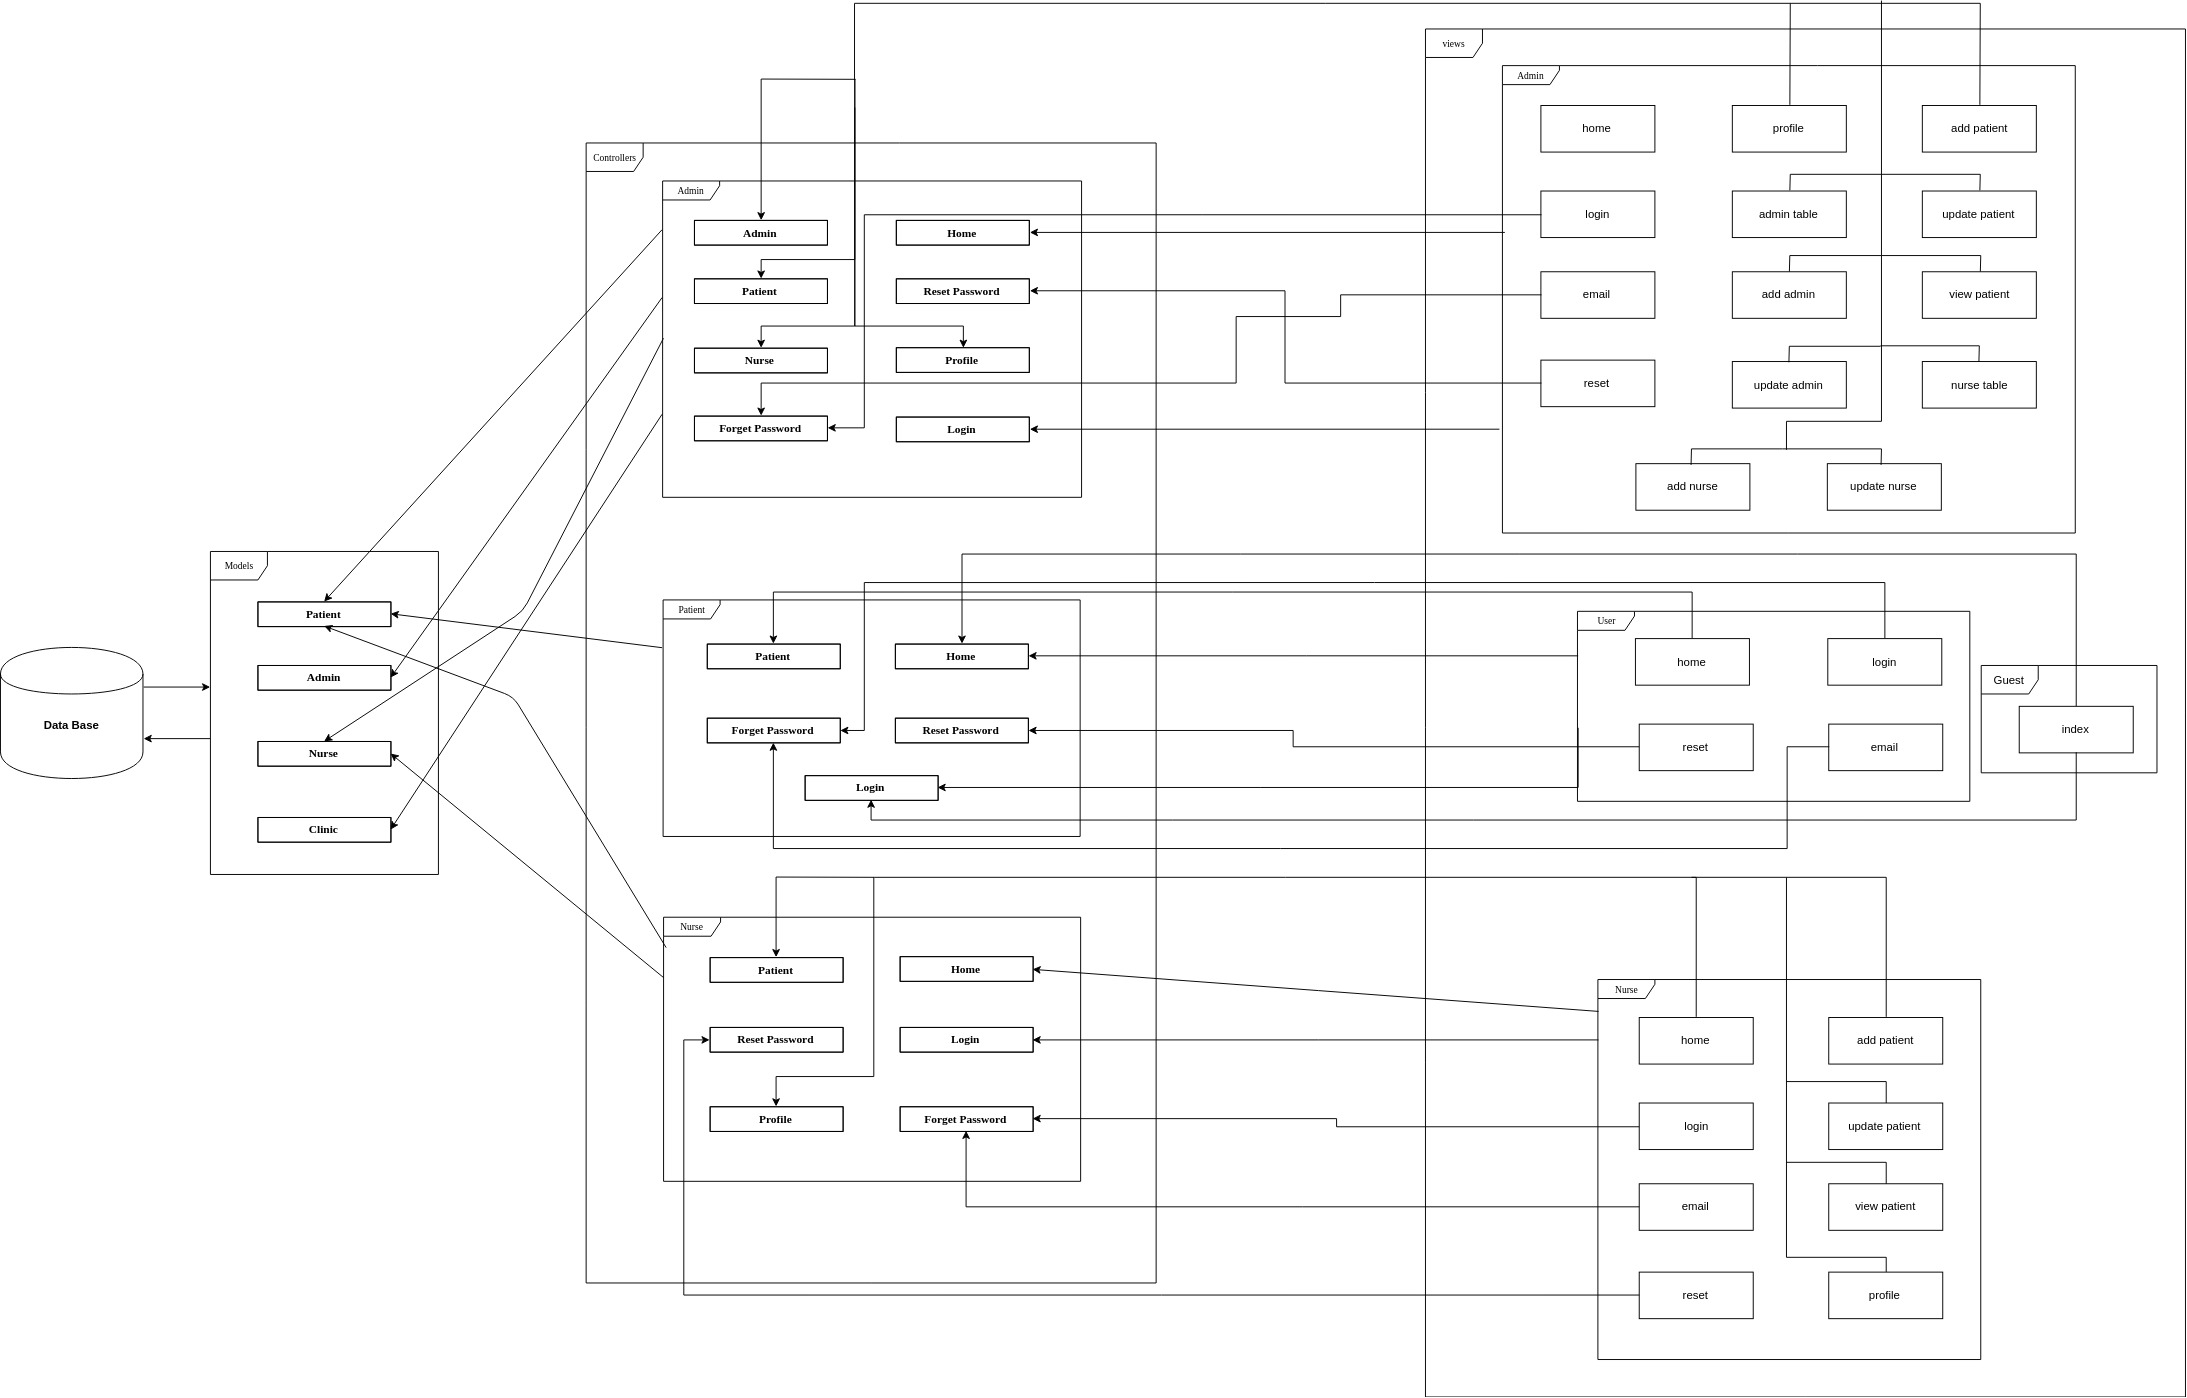 views
Admin
home
profile
add patient
login
admin table
update patient
email
add admin
view patient
reset
update admin
nurse table
add nurse
update nurse
Controllers
Admin
Admin
Home
Patient
Reset Password
Nurse
Profile
Forget Password
Login
Models
Patient
Admin
Nurse
Clinic
Data Base
Patient
Patient
Home
Forget Password
Reset Password
Login
User
home
login
reset
email
Guest
index
Nurse
Patient
Home
Reset Password
Login
Profile
Forget Password
Nurse
home
add patient
login
update patient
email
view patient
reset
profile